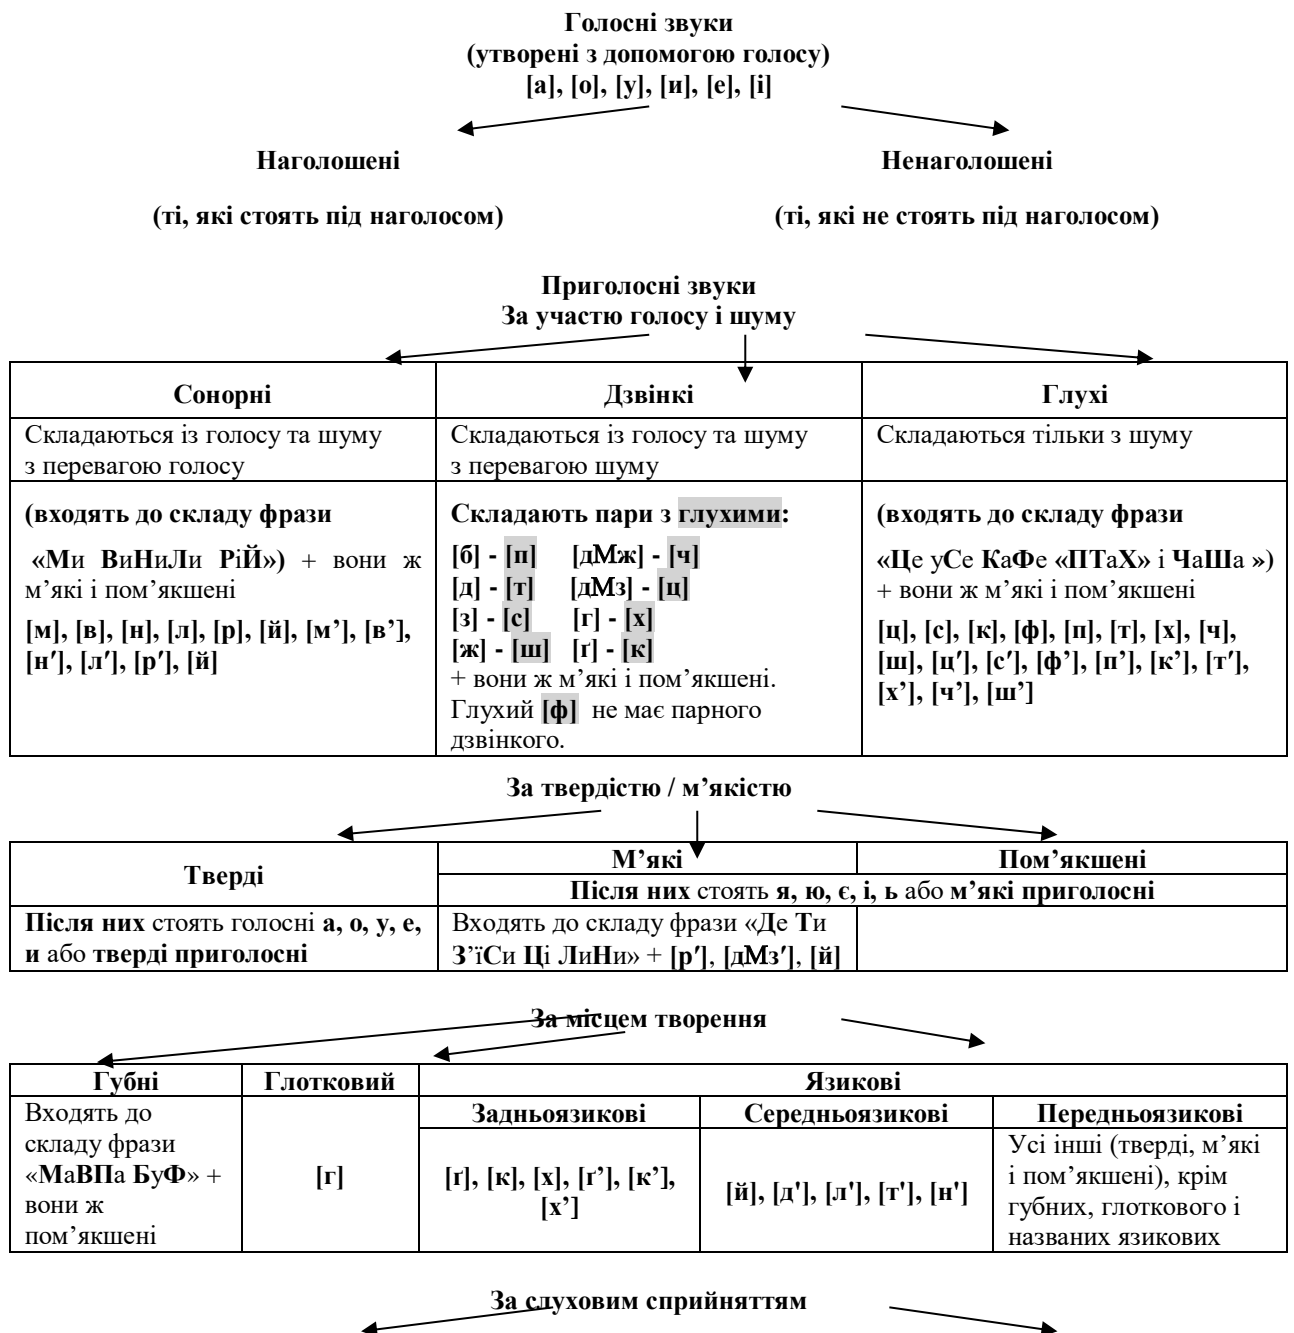 Голосні звуки
(утворені з допомогою голосу)
[а], [о], [у], [и], [е], [і]
Наголошені Ненаголошені
(ті, які стоять під наголосом) (ті, які не стоять під наголосом)
Приголосні звуки
За участю голосу і шуму
Сонорні Дзвінкі Глухі
Складаються із голосу та шуму
з перевагою голосу
Складаються із голосу та шуму
з перевагою шуму
Складаються тільки з шуму
(входять до складу фрази
«Ми ВиНиЛи РіЙ») + вони ж
м’які і пом’якшені
[м], [в], [н], [л], [р], [й], [м’], [в’],
[н′], [л′], [р′], [й]
Складають пари з глухими:
[б] - [п] [дМж] - [ч]
[д] - [т] [дМз] - [ц]
[з] - [с] [г] - [х]
[ж] - [ш] [ґ] - [к]
+ вони ж м’які і пом’якшені.
Глухий [ф] не має парного
дзвінкого.
(входять до складу фрази
«Це уСе КаФе «ПТаХ» і ЧаШа »)
+ вони ж м’які і пом’якшені
[ц], [с], [к], [ф], [п], [т], [х], [ч],
[ш], [ц′], [с′], [ф’], [п’], [к’], [т′],
[х’], [ч’], [ш’]
За твердістю / м’якістю
Тверді М’які Пом’якшені
Після них стоять я, ю, є, і, ь або м’які приголосні
Після них стоять голосні а, о, у, е,
и або тверді приголосні
Входять до складу фрази «Де Ти
З’їСи Ці ЛиНи» + [р′], [дМз′], [й]
За місцем творення
Губні Глотковий Язикові
Входять до
складу фрази
«МаВПа БуФ» +
вони ж
пом’якшені
[г]
Задньоязикові Середньоязикові Передньоязикові
[ґ], [к], [х], [ґ’], [к’],
[х’]
[й], [д'], [л'], [т'], [н']
Усі інші (тверді, м’які
і пом’якшені), крім
губних, глоткового і
названих язикових
За слуховим сприйняттям